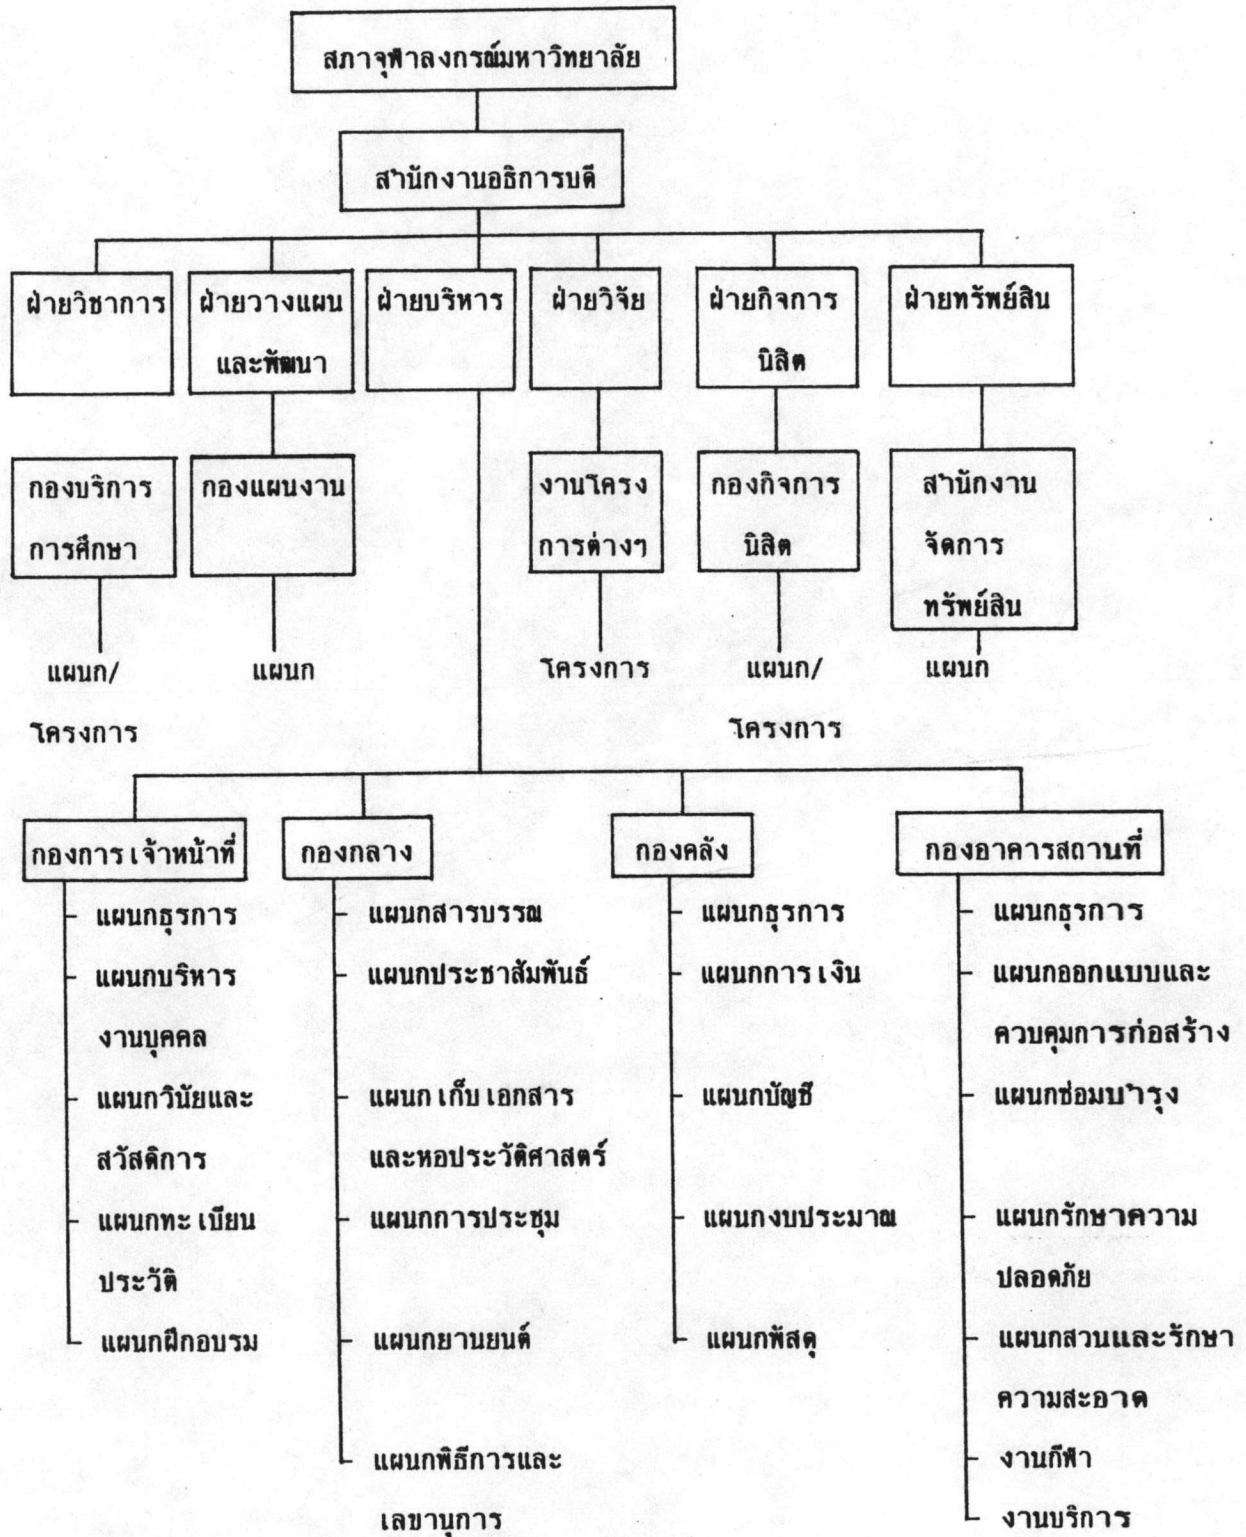 สภาจุฬาลงกรณ์มหาวิทยาลัย
สำนักงานอธิการบดี
ฝ่ายวิชาการ
ฝ่ายวางแผน
และพัฒนา
ฝ่ายบริหาร
ฝ่ายวิจัย
ฝ่ายกิจการ
นิสิต
ฝ่ายทรัพย์สิน
กองบริการ
การศึกษา
กองแผนงาน
งานโครง
การต่างๆ
กองกิจการ
นิสิต
สำนักงาน
จัดการ
ทรัพย์สิน
แผนก/
โครงการ
แผนก
โครงการ
แผนก/
โครงการ
แผนก
กองการเจ้าหน้าที่
- แผนกธุรการ
- แผนกบริหาร
งานบุคคล
- แผนกวินัยและ
สวัสดิการ
- แผนกทะเบียน
ประวัติ
- แผนกฝึกอบรม
กองกลาง
- แผนกสารบรรณ
- แผนกประชาสัมพันธ์
- แผนกเก็บเอกสาร
และหอประวัติศาสตร์
- แผนกการประชุม
- แผนกยานยนต์
- แผนกพิธีการและ
เลขานุการ
กองคลัง
- แผนกธุรการ
- แผนกการเงิน
- แผนกบัญชี
- แผนกงบประมาณ
- แผนกพัสดุ
กองอาคารสถานที่
- แผนกธุรการ
- แผนกออกแบบและ
ควบคุมการก่อสร้าง
- แผนกซ่อมบำรุง
- แผนกรักษาความ
ปลอดภัย
- แผนกสวนและรักษา
ความสะอาด
- งานกีฬา
- งานบริการ